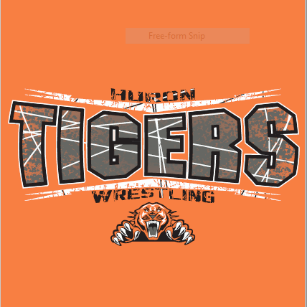 Free-form Snip
HURON
TIGERS
WRESTLING